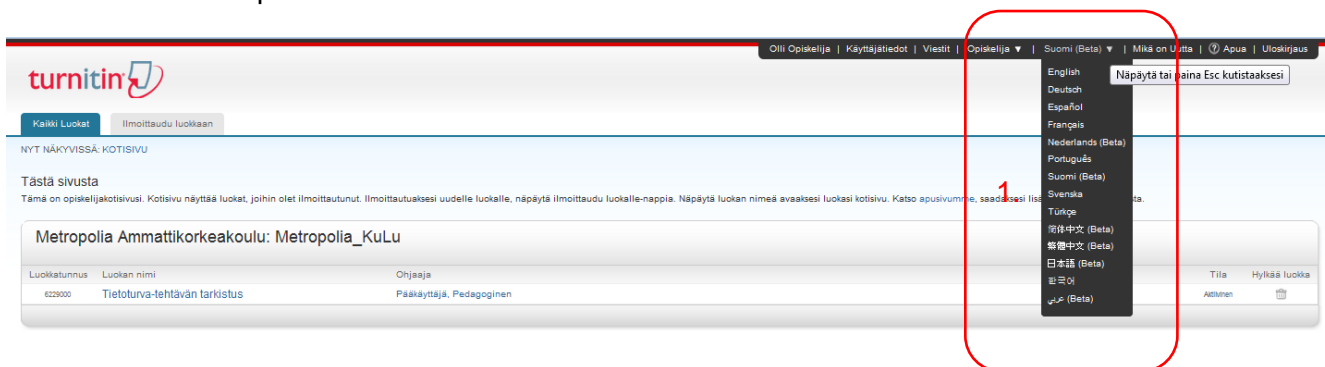 Olli Opiskelija | Käyttäjätiedot | Viestit | Opiskelija ▼ | Suomi (Beta) ▼ | Mikä on Uutta | ? Apua | Uloskirjaus
turnitin
English
Näpäytä tai paina Esc kutistaaksesi
Deutsch
Español
Kaikki Luokat
Ilmoittaudu luokkaan
Français
NYT NÄKYVISSÄ: KOTISIVU
Nederlands (Beta)
Português
Suomi (Beta)
Svenska
Türkçe
简体中文 (Beta)
繁體中文 (Beta)
日本語 (Beta)
한국어
عربي (Beta)
Tästä sivusta
Tämä on opiskelijakotisivusi. Kotisivu näyttää luokat, joihin olet ilmoittautunut. Ilmoittautuaksesi uudelle luokalle, näpäytä ilmoittaudu luokalle-nappia. Näpäytä luokan nimeä avaaksesi luokasi kotisivu. Katso apusivumme, saadaksesi
1.
Metropolia Ammattikorkeakoulu: Metropolia_KuLu
Luokkatunnus Luokan nimi Ohjaaja Tila Hylkää luokka
6229000 Tietoturva-tehtävän tarkistus Pääkäyttäjä, Pedagoginen Aktiivinen